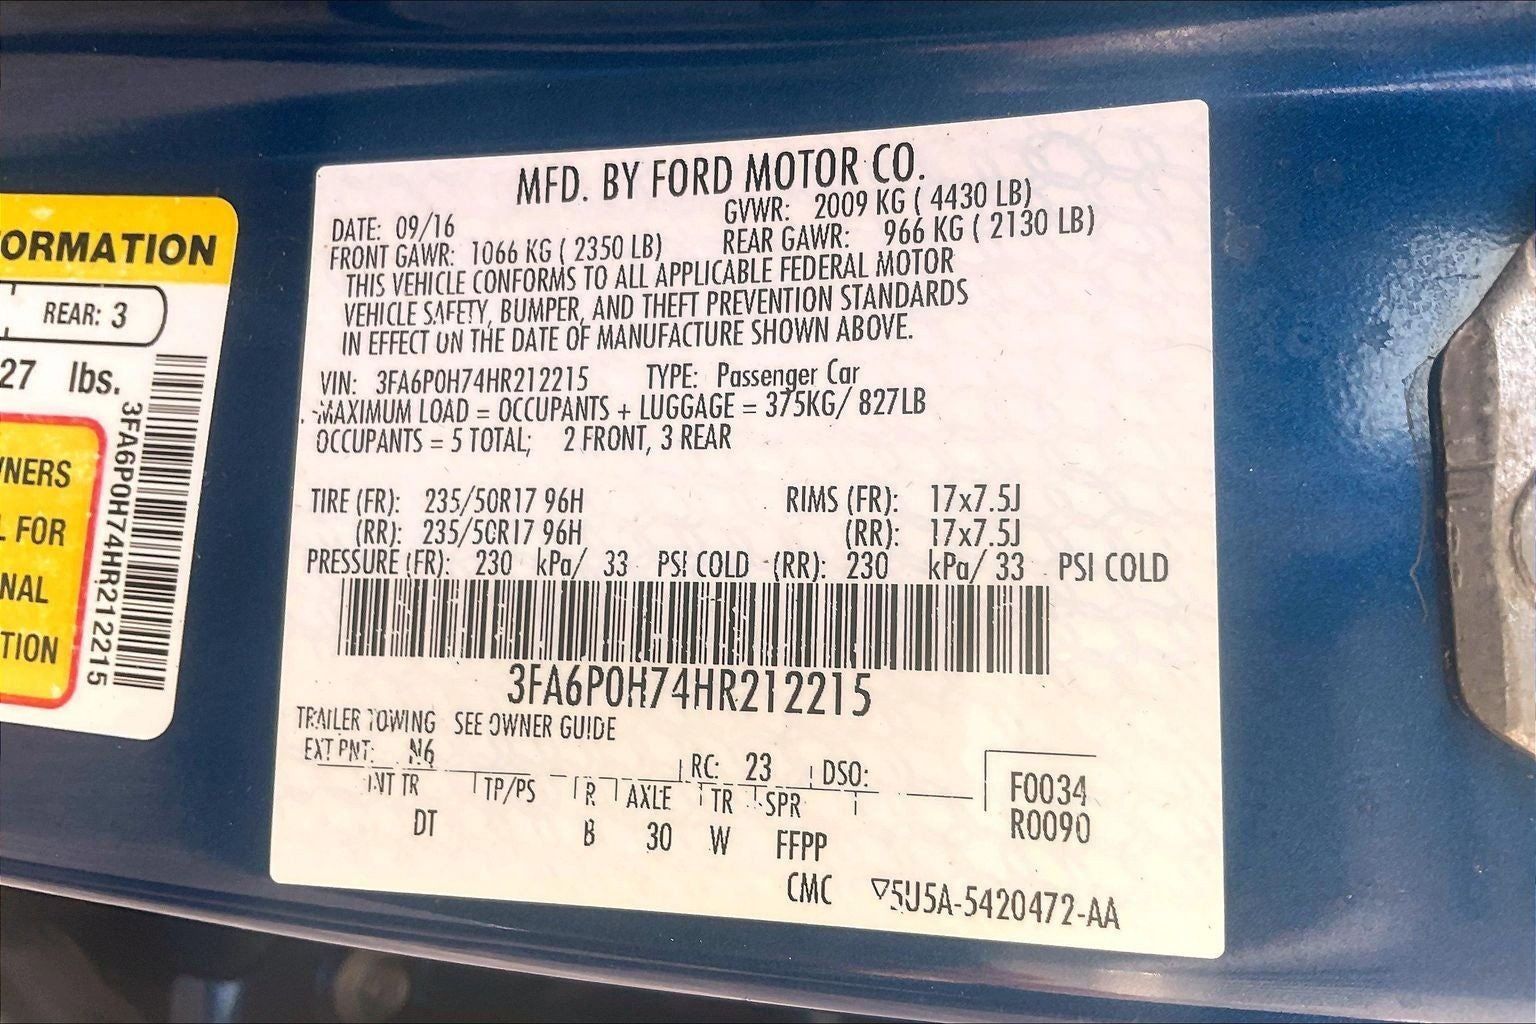 ORMATION
REAR: 3
27 lbs.
3FA6P0H74HR212215
NERS
L FOR
NAL
TION
MFD. BY FORD MOTOR CO.
DATE: 09/16 GVWR: 2009 KG ( 4430 LB)
FRONT GAWR: 1066 KG ( 2350 LB) REAR GAWR: 966 KG ( 2130 LB)
THIS VEHICLE CONFORMS TO ALL APPLICABLE FEDERAL MOTOR
VEHICLE SAFETY, BUMPER, AND THEFT PREVENTION STANDARDS
IN EFFECT ON THE DATE OF MANUFACTURE SHOWN ABOVE.
VIN: 3FA6P0H74HR212215 TYPE: Passenger Car
MAXIMUM LOAD = OCCUPANTS + LUGGAGE = 375KG/ 827LB
OCCUPANTS = 5 TOTAL; 2 FRONT, 3 REAR
TIRE (FR): 235/50R17 96H RIMS (FR): 17x7.5J
(RR): 235/50R17 96H (RR): 17x7.5J
PRESSURE (FR): 230 kPa/ 33 PSI COLD (RR): 230 kPa/ 33 PSI COLD
3FA6P0H74HR212215
TRAILER TOWING SEE OWNER GUIDE
EXT PNT: N6 RC: 23 DSO:
INT TR TP/PS R AXLE TR SPR F0034
DT B 30 W FFPP R0090
CMC ▽5U5A-5420472-AA